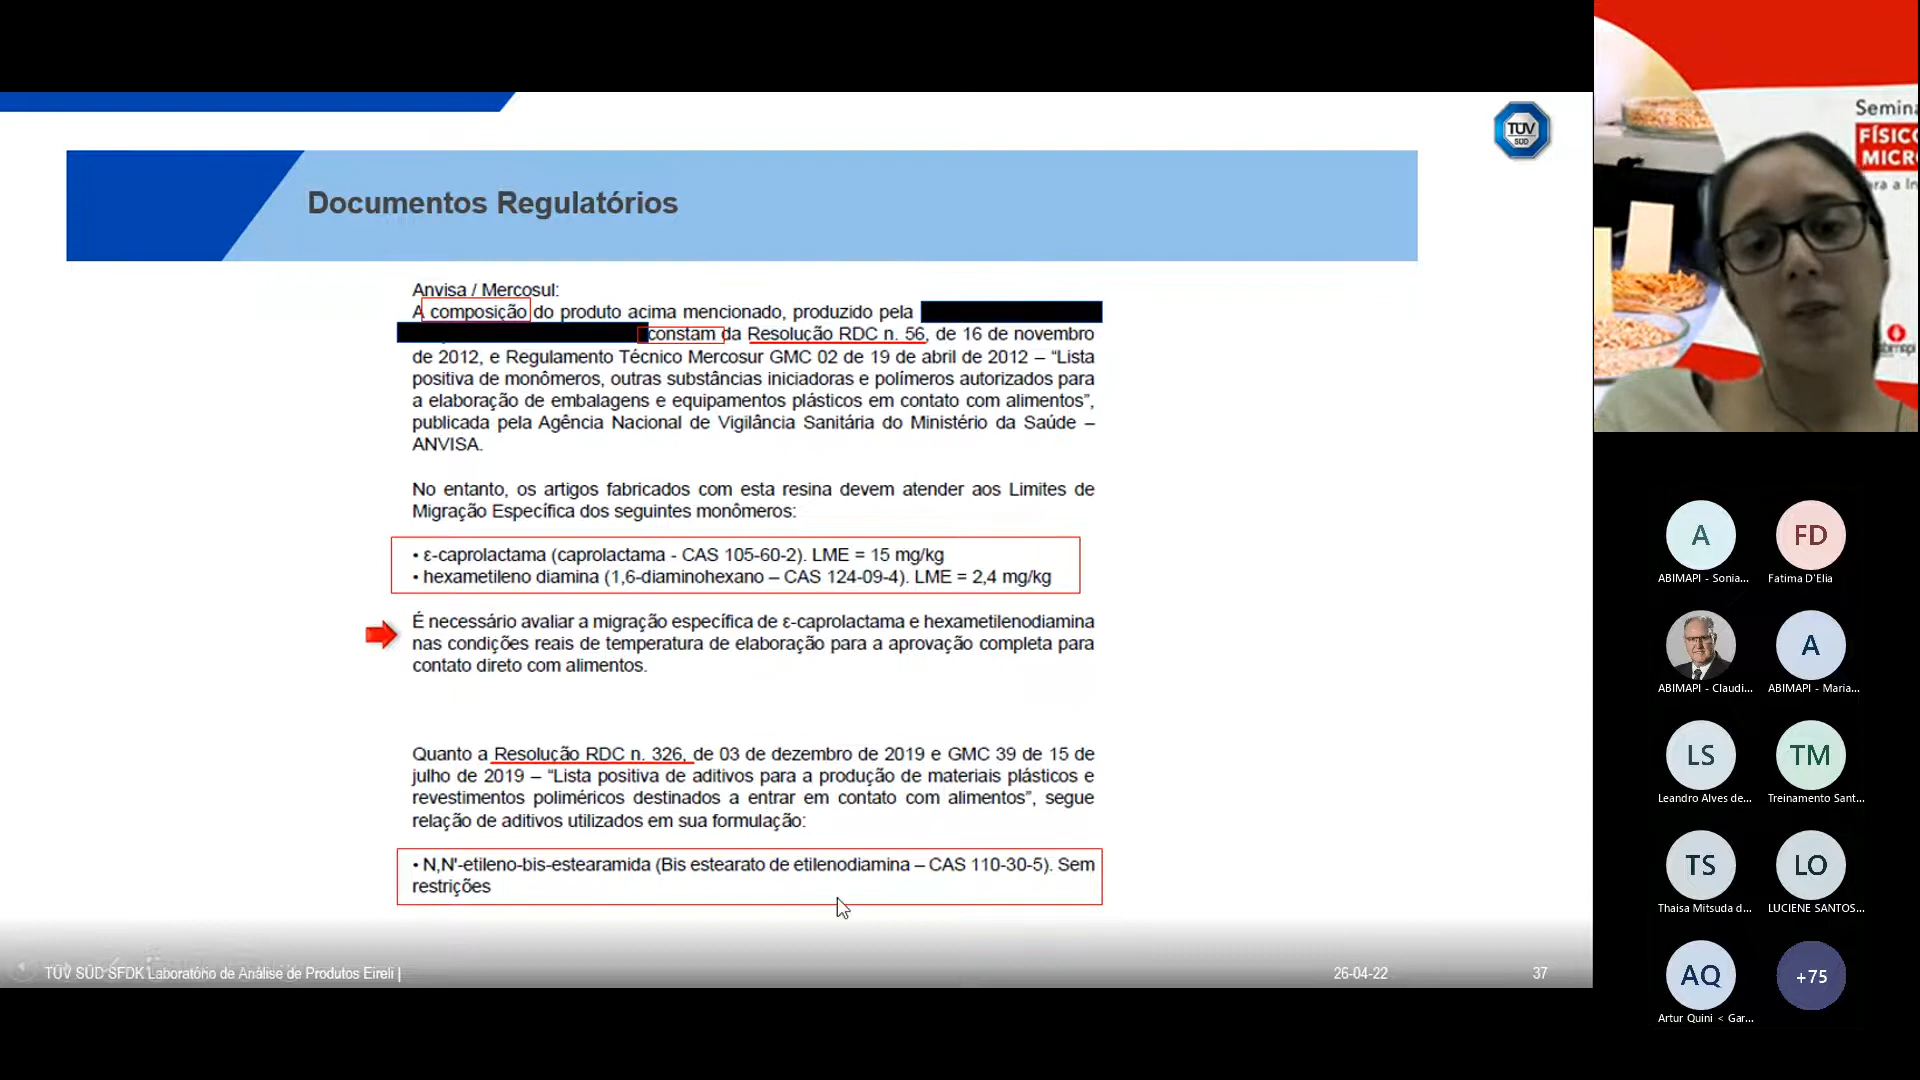 TÜV
SÜD
Documentos Regulatórios
Anvisa / Mercosul:
A composição do produto acima mencionado, produzido pela
constam da Resolução RDC n. 56, de 16 de novembro
de 2012, e Regulamento Técnico Mercosur GMC 02 de 19 de abril de 2012 – “Lista
positiva de monômeros, outras substâncias iniciadoras e polímeros autorizados para
a elaboração de embalagens e equipamentos plásticos em contato com alimentos”,
publicada pela Agência Nacional de Vigilância Sanitária do Ministério da Saúde –
ANVISA.
No entanto, os artigos fabricados com esta resina devem atender aos Limites de
Migração Específica dos seguintes monômeros:
• ε-caprolactama (caprolactama - CAS 105-60-2). LME = 15 mg/kg
• hexametileno diamina (1,6-diaminohexano – CAS 124-09-4). LME = 2,4 mg/kg
É necessário avaliar a migração específica de ε-caprolactama e hexametilenodiamina
nas condições reais de temperatura de elaboração para a aprovação completa para
contato direto com alimentos.
Quanto a Resolução RDC n. 326, de 03 de dezembro de 2019 e GMC 39 de 15 de
julho de 2019 – “Lista positiva de aditivos para a produção de materiais plásticos e
revestimentos poliméricos destinados a entrar em contato com alimentos”, segue
relação de aditivos utilizados em sua formulação:
• N,N'-etileno-bis-estearamida (Bis estearato de etilenodiamina – CAS 110-30-5). Sem
restrições
TÜV SÜD SFDK Laboratório de Análise de Produtos Eireli |
26-04-22
37
Semina
FÍSICO
MICR
ra a In
abimapi
A
ABIMAPI - Sonia...
FD
Fatima D'Elia
ABIMAPI - Claudi...
A
ABIMAPI - Maria...
LS
Leandro Alves de...
TM
Treinamento Sant...
TS
Thaisa Mitsuda d...
LO
LUCIENE SANTOS...
AQ
Artur Quini < Gar...
+75